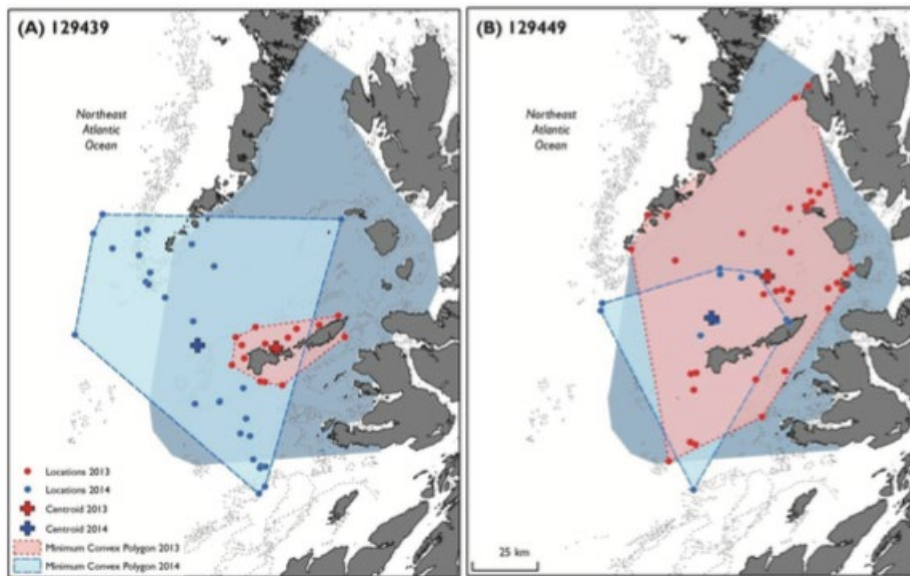 (A) 129439
Northeast
Atlantic
Ocean
Locations 2013
Locations 2014
Centroid 2013
Centroid 2014
Minimum Convex Polygon 2013
Minimum Convex Polygon 2014
(B) 129449
Northeast
Atlantic
Ocean
25 km